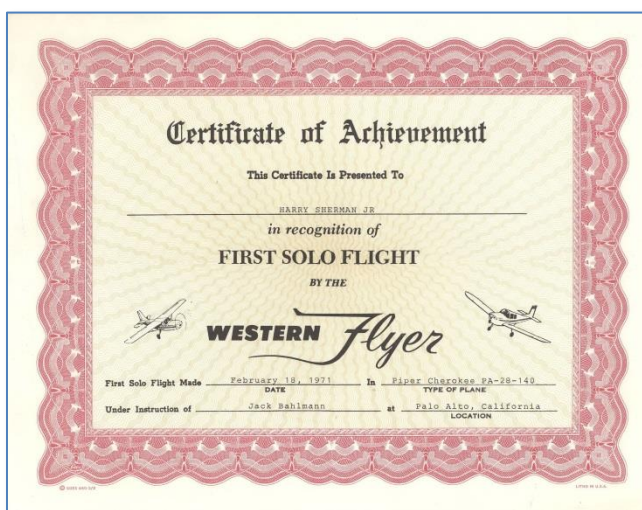 Certificate of Achievement
This Certificate Is Presented To
HARRY SHERMAN JR
in recognition of
FIRST SOLO FLIGHT
BY THE
WESTERN Flyer
First Solo Flight Made February 18, 1971 In Piper Cherokee PA-28-140
DATE TYPE OF PLANE
Under Instruction of Jack Bahlmann at Palo Alto, California
LOCATION